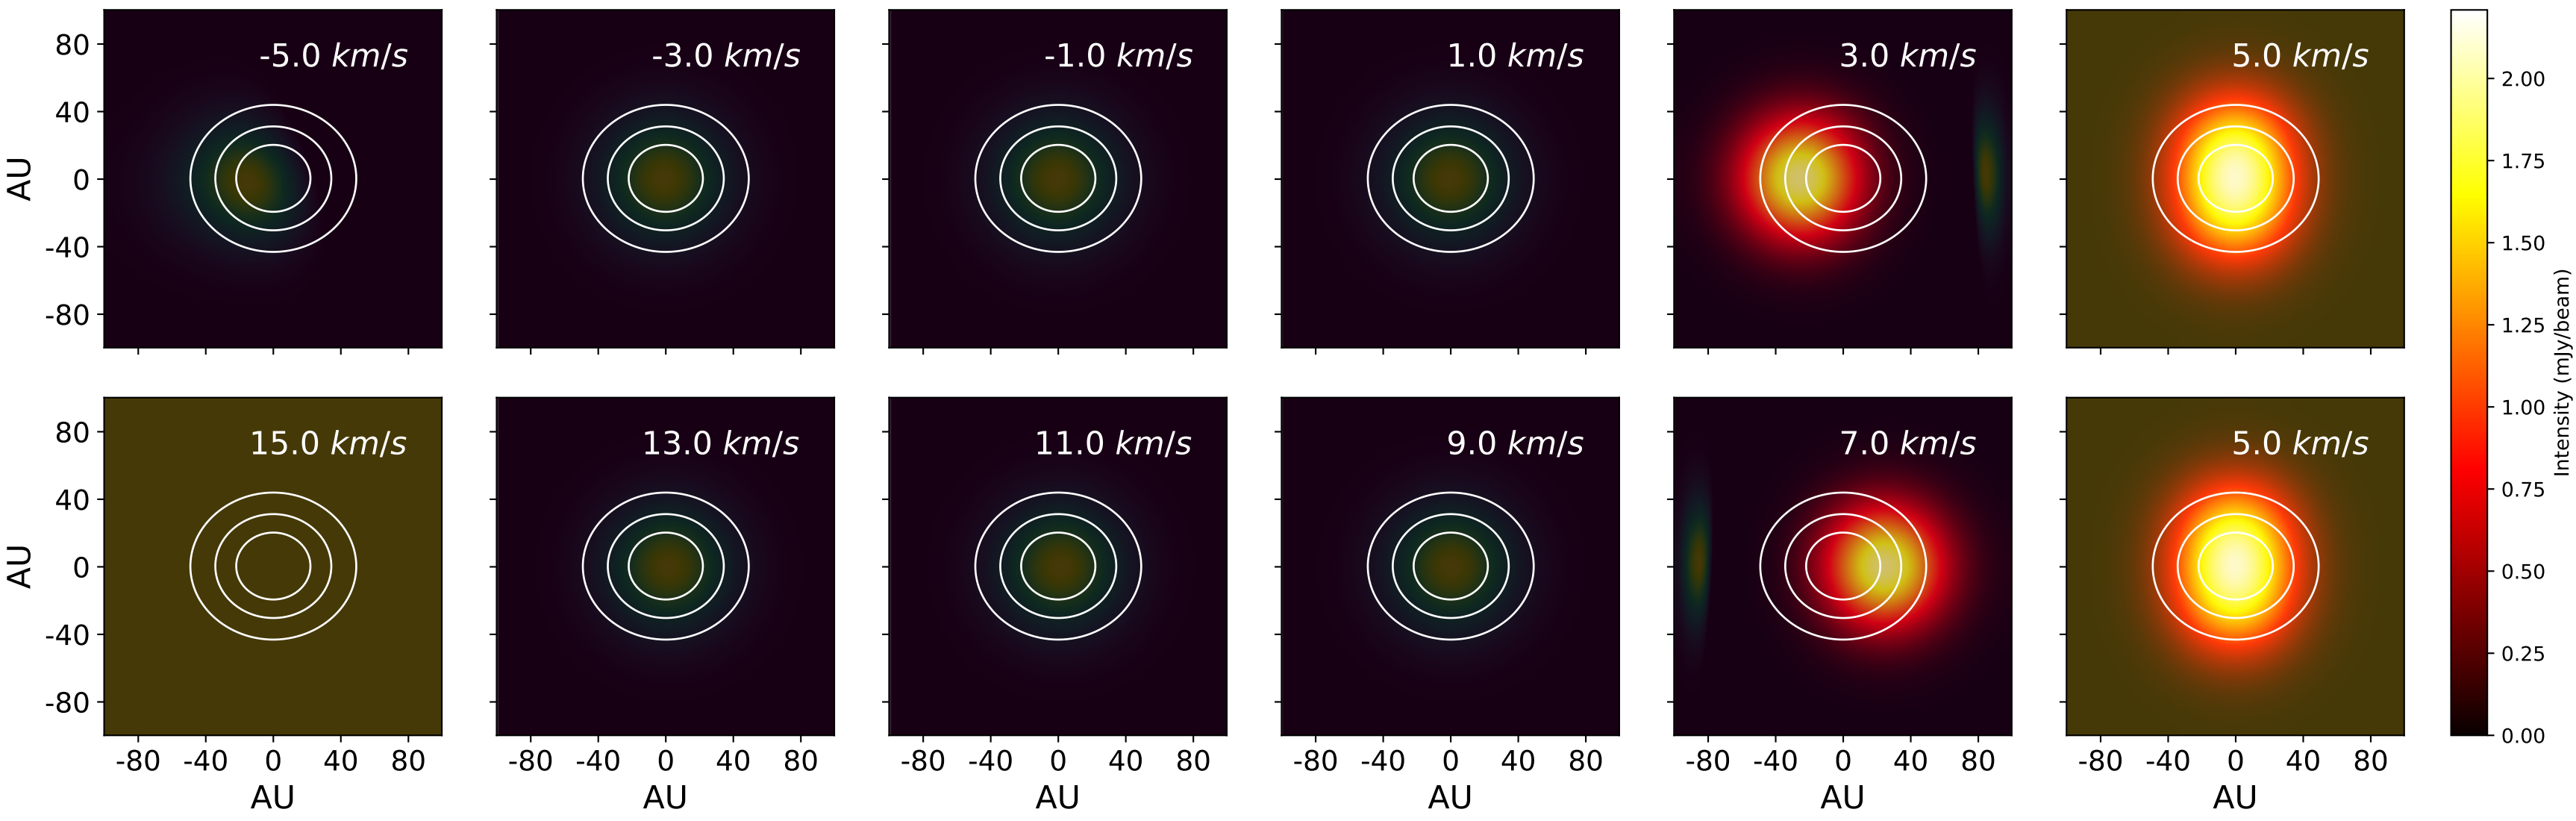 -5.0 km/s
-3.0 km/s
-1.0 km/s
1.0 km/s
3.0 km/s
5.0 km/s
80
40
0
-40
-80
AU
15.0 km/s
13.0 km/s
11.0 km/s
9.0 km/s
7.0 km/s
5.0 km/s
80
40
0
-40
-80
AU
-80 -40 0 40 80
-80 -40 0 40 80
-80 -40 0 40 80
-80 -40 0 40 80
-80 -40 0 40 80
-80 -40 0 40 80
AU
AU
AU
AU
AU
AU
2.00
1.75
1.50
1.25
1.00
0.75
0.50
0.25
0.00
Intensity (mJy/beam)